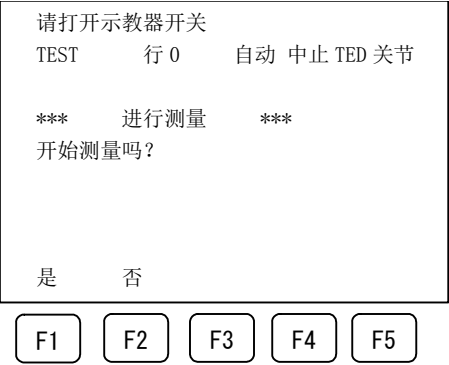 请打开示教器开关
TEST 行 0 自动 中止 TED 关节
*** 进行测量 ***
开始测量吗？
是 否
F1 F2 F3 F4 F5